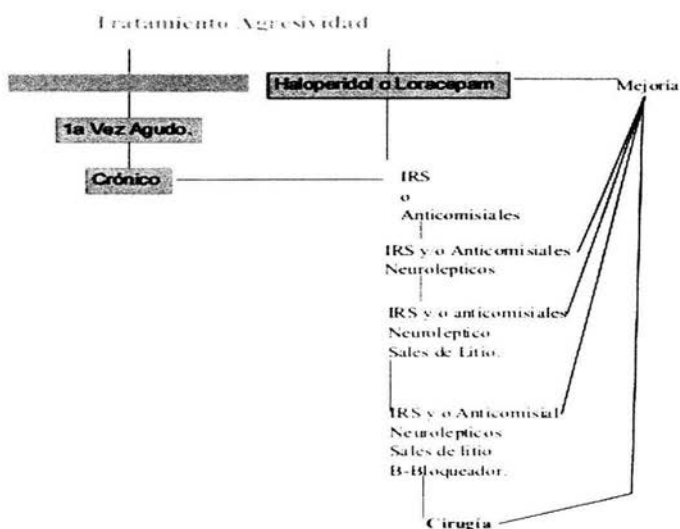 Tratamiento Agresividad
Haloperidol o Loracepam
Mejoría
1a Vez Agudo.
Crónico
IRS
o
Anticomisiales
IRS y o Anticomisiales
Neurolepticos
IRS y o anticomisiales
Neuroleptico
Sales de Litio.
IRS y o Anticomisial
Neurolepticos
Sales de litio
B-Bloqueador.
Cirugía